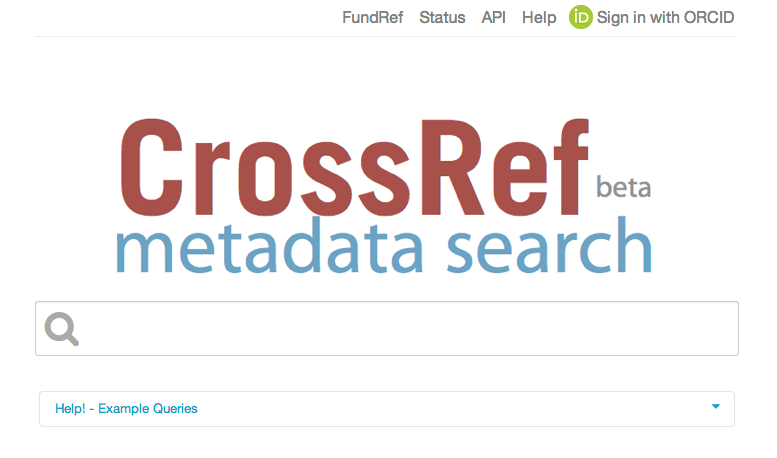 FundRef Status API Help iD Sign in with ORCID
CrossRef beta
metadata search
Help! - Example Queries